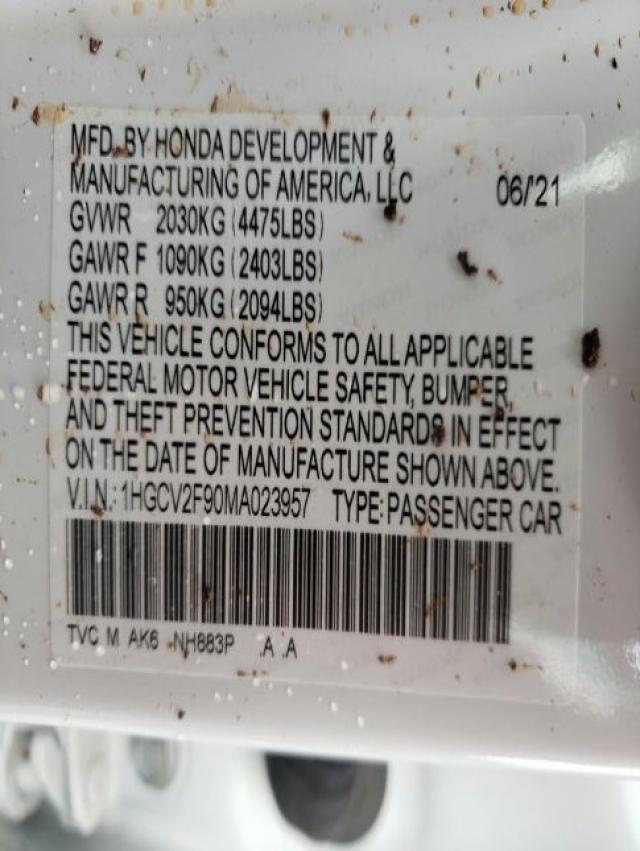 MFD. BY HONDA DEVELOPMENT &
MANUFACTURING OF AMERICA, LLC 06/'21
GVWR 2030KG (4475LBS)
GAWR F 1090KG (2403LBS)
GAWR R 950KG (2094LBS)
THIS VEHICLE CONFORMS TO ALL APPLICABLE
FEDERAL MOTOR VEHICLE SAFETY, BUMPER,
AND THEFT PREVENTION STANDARDS IN EFFECT
ON THE DATE OF MANUFACTURE SHOWN ABOVE.
V.I.N.: 1HGCV2F90MA023957 TYPE: PASSENGER CAR
TVC M AK6 NH883P .A .A